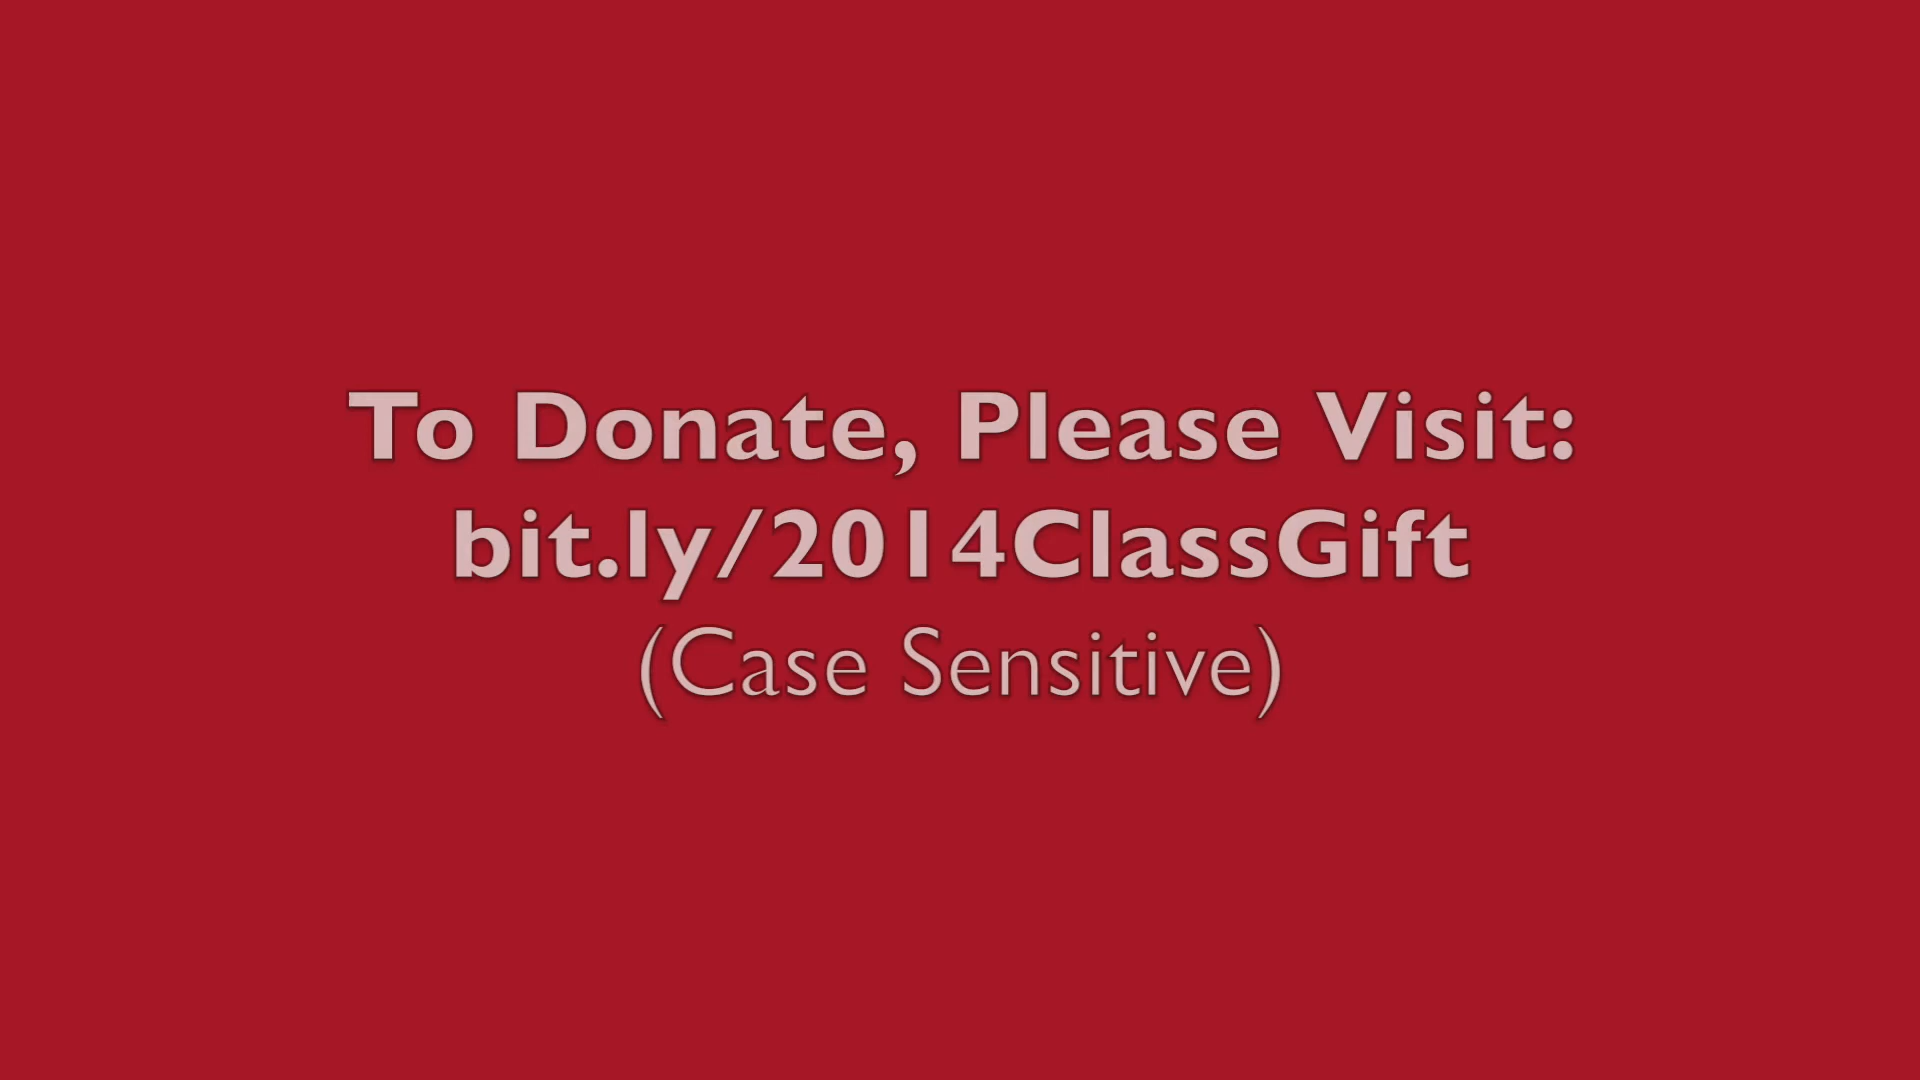 To Donate, Please Visit:
bit.ly/2014ClassGift
(Case Sensitive)